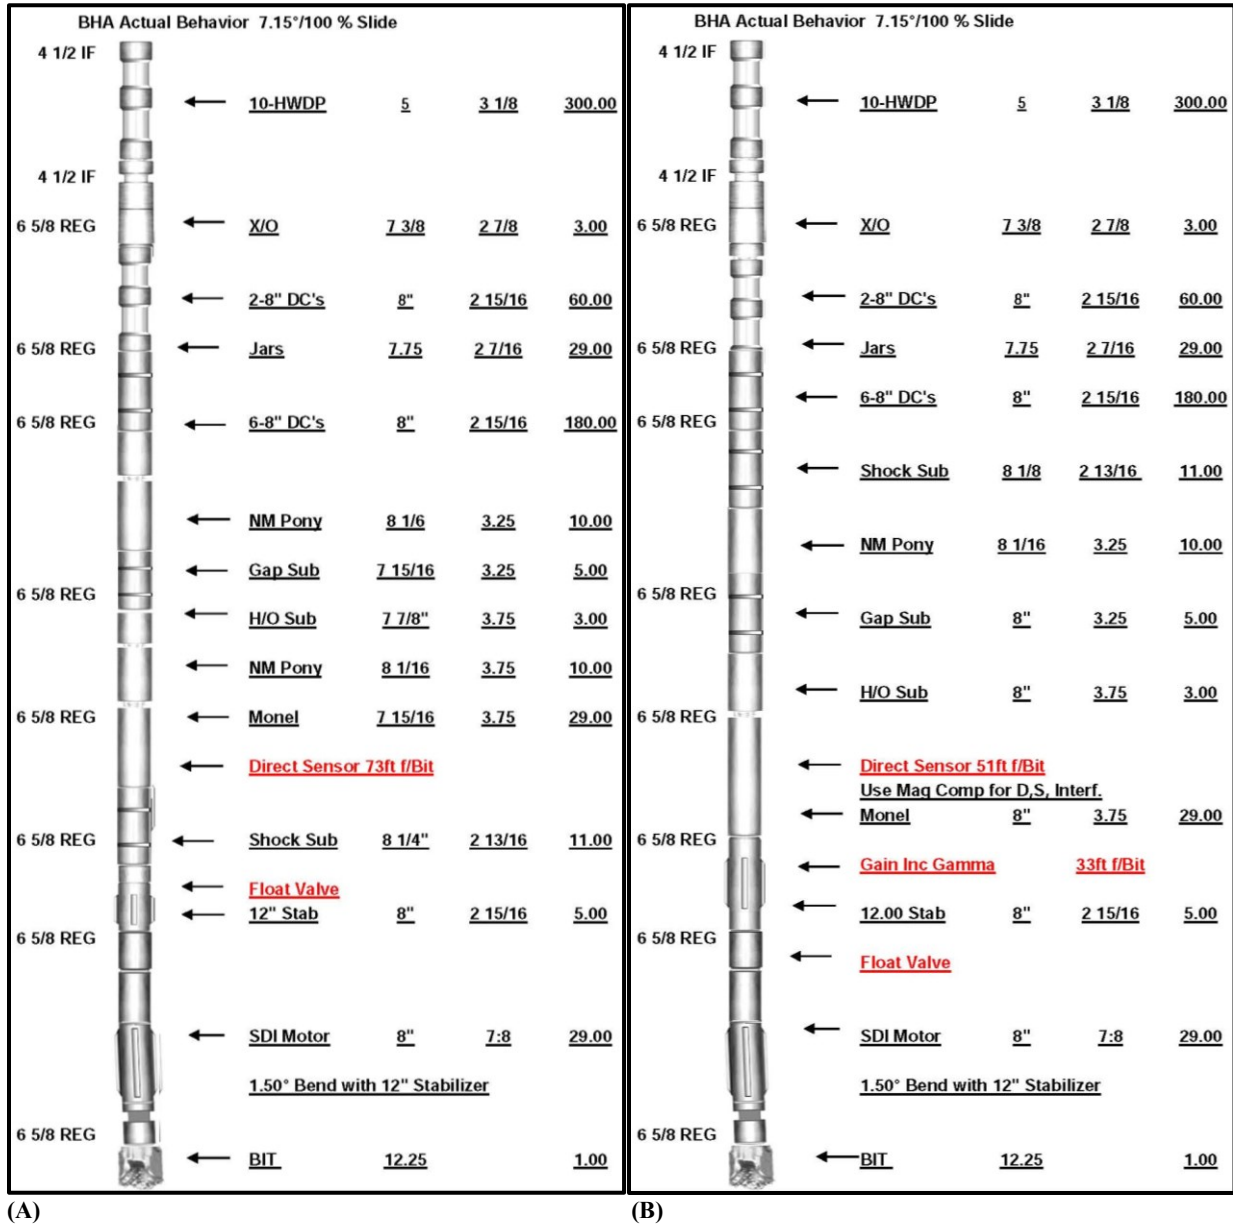 BHA Actual Behavior 7.15°/100 % Slide
4 1/2 IF
10-HWDP 5 3 1/8 300.00
4 1/2 IF
6 5/8 REG X/O 7 3/8 2 7/8 3.00
2-8" DC's 8" 2 15/16 60.00
6 5/8 REG Jars 7.75 2 7/16 29.00
6 5/8 REG 6-8" DC's 8" 2 15/16 180.00
NM Pony 8 1/6 3.25 10.00
Gap Sub 7 15/16 3.25 5.00
6 5/8 REG
H/O Sub 7 7/8" 3.75 3.00
NM Pony 8 1/16 3.75 10.00
6 5/8 REG Monel 7 15/16 3.75 29.00
Direct Sensor 73ft f/Bit
6 5/8 REG Shock Sub 8 1/4" 2 13/16 11.00
Float Valve
12" Stab 8" 2 15/16 5.00
6 5/8 REG
SDI Motor 8" 7:8 29.00
1.50° Bend with 12" Stabilizer
6 5/8 REG
BIT 12.25 1.00
(A)
BHA Actual Behavior 7.15°/100 % Slide
4 1/2 IF
10-HWDP 5 3 1/8 300.00
4 1/2 IF
6 5/8 REG X/O 7 3/8 2 7/8 3.00
2-8" DC's 8" 2 15/16 60.00
6 5/8 REG Jars 7.75 2 7/16 29.00
6-8" DC's 8" 2 15/16 180.00
6 5/8 REG
Shock Sub 8 1/8 2 13/16 11.00
NM Pony 8 1/16 3.25 10.00
6 5/8 REG
Gap Sub 8" 3.25 5.00
H/O Sub 8" 3.75 3.00
6 5/8 REG
Direct Sensor 51ft f/Bit
Use Mag Comp for D,S, Interf.
Monel 8" 3.75 29.00
6 5/8 REG
Gain Inc Gamma 33ft f/Bit
12.00 Stab 8" 2 15/16 5.00
6 5/8 REG
Float Valve
SDI Motor 8" 7:8 29.00
1.50° Bend with 12" Stabilizer
6 5/8 REG
BIT 12.25 1.00
(B)